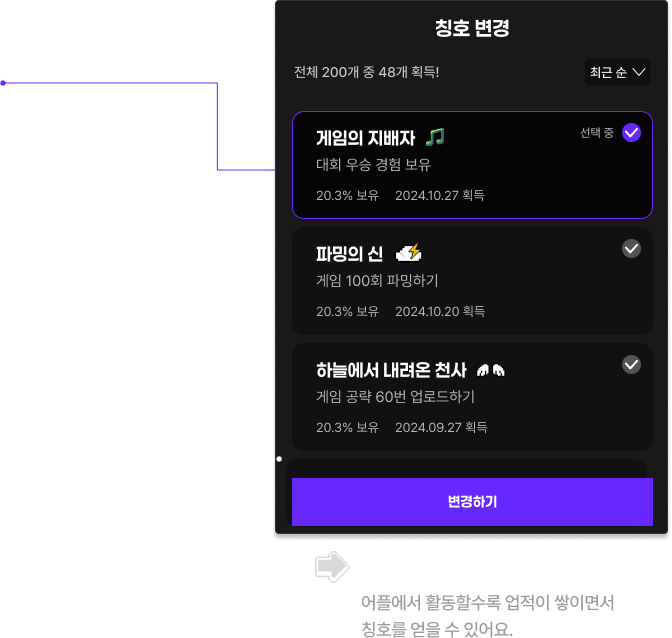 칭호 변경
전체 200개 중 48개 획득!
최근 순
게임의 지배자
선택 중
대회 우승 경험 보유
20.3% 보유 2024.10.27 획득
파밍의 신
게임 100회 파밍하기
20.3% 보유 2024.10.20 획득
하늘에서 내려온 천사
게임 공략 60번 업로드하기
20.3% 보유 2024.09.27 획득
변경하기
어플에서 활동할수록 업적이 쌓이면서
칭호를 얻을 수 있어요.